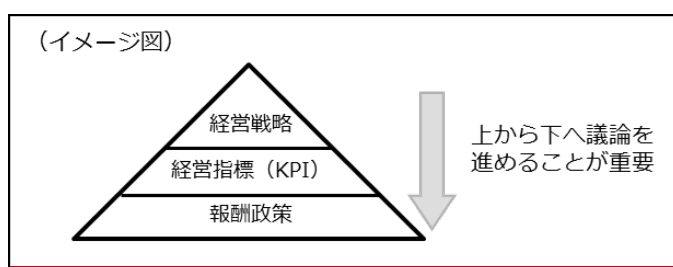 （イメージ図）
経営戦略
経営指標（KPI）
報酬政策
上から下へ議論を
進めることが重要